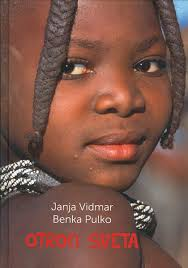 Janja Vidmar
Benka Pulko
OTROCI SVETA